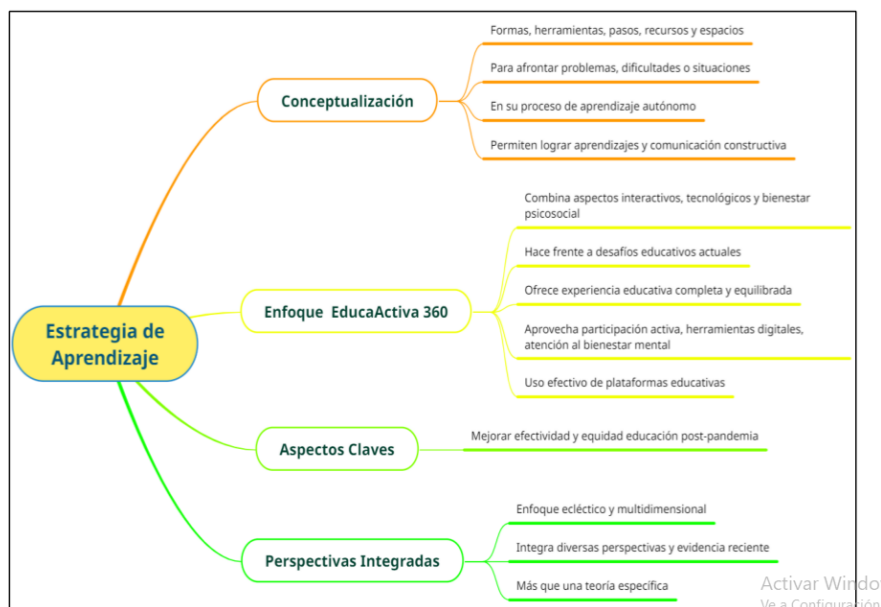 Estrategia de
Aprendizaje
Conceptualización
Formas, herramientas, pasos, recursos y espacios
Para afrontar problemas, dificultades o situaciones
En su proceso de aprendizaje autónomo
Permiten lograr aprendizajes y comunicación constructiva
Enfoque EducaActiva 360
Combina aspectos interactivos, tecnológicos y bienestar
psicosocial
Hace frente a desafíos educativos actuales
Ofrece experiencia educativa completa y equilibrada
Aprovecha participación activa, herramientas digitales,
atención al bienestar mental
Uso efectivo de plataformas educativas
Aspectos Claves
Mejorar efectividad y equidad educación post-pandemia
Perspectivas Integradas
Enfoque ecléctico y multidimensional
Integra diversas perspectivas y evidencia reciente
Más que una teoría específica
Activar Windo
Ve a Configuración